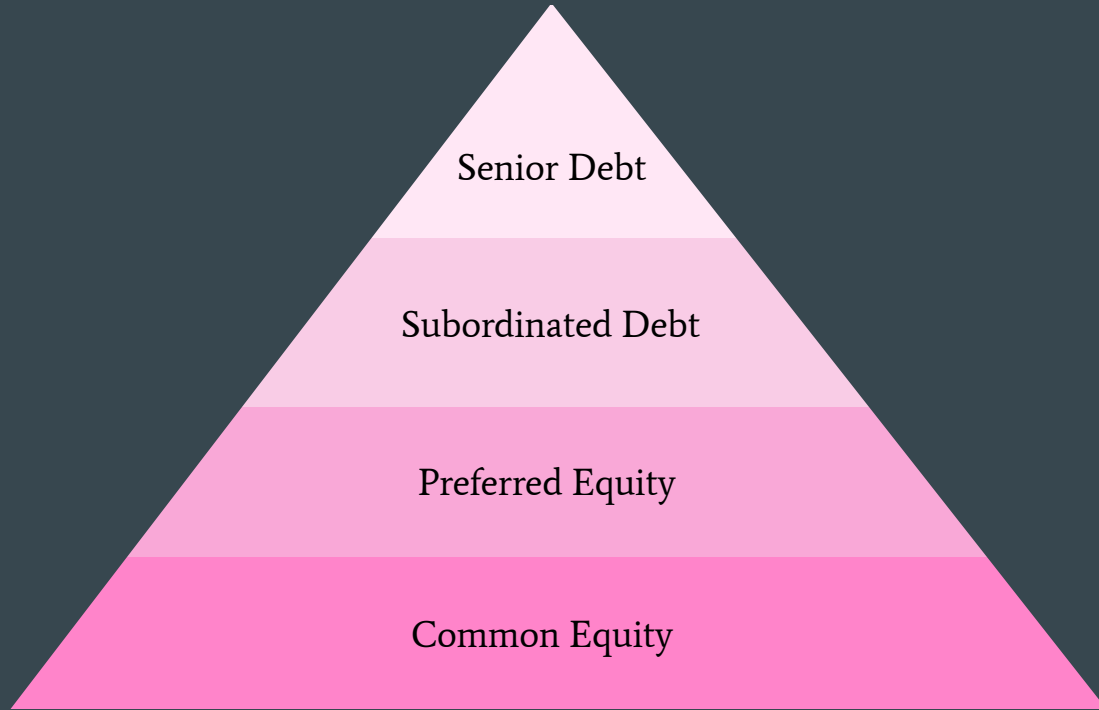 Senior Debt
Subordinated Debt
Preferred Equity
Common Equity